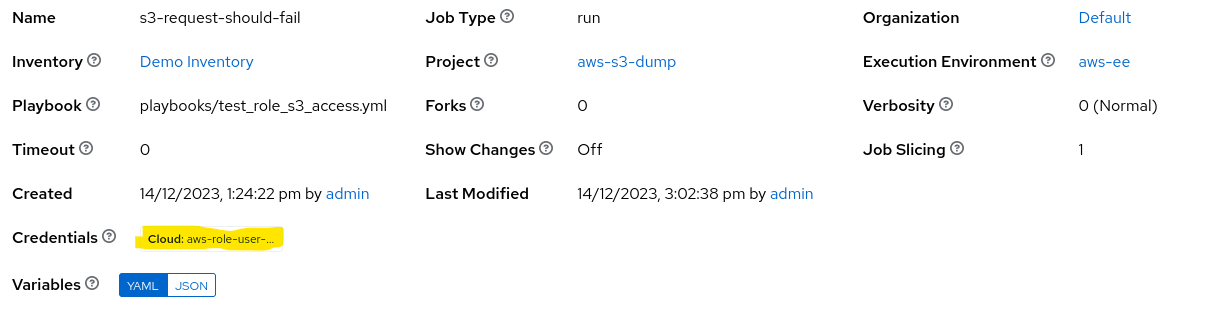 Name s3-request-should-fail Job Type run Organization Default
Inventory Demo Inventory Project aws-s3-dump Execution Environment aws-ee
Playbook playbooks/test_role_s3_access.yml Forks 0 Verbosity 0 (Normal)
Timeout 0 Show Changes Off Job Slicing 1
Created 14/12/2023, 1:24:22 pm by admin Last Modified 14/12/2023, 3:02:38 pm by admin
Credentials Cloud: aws-role-user-...
Variables YAML JSON